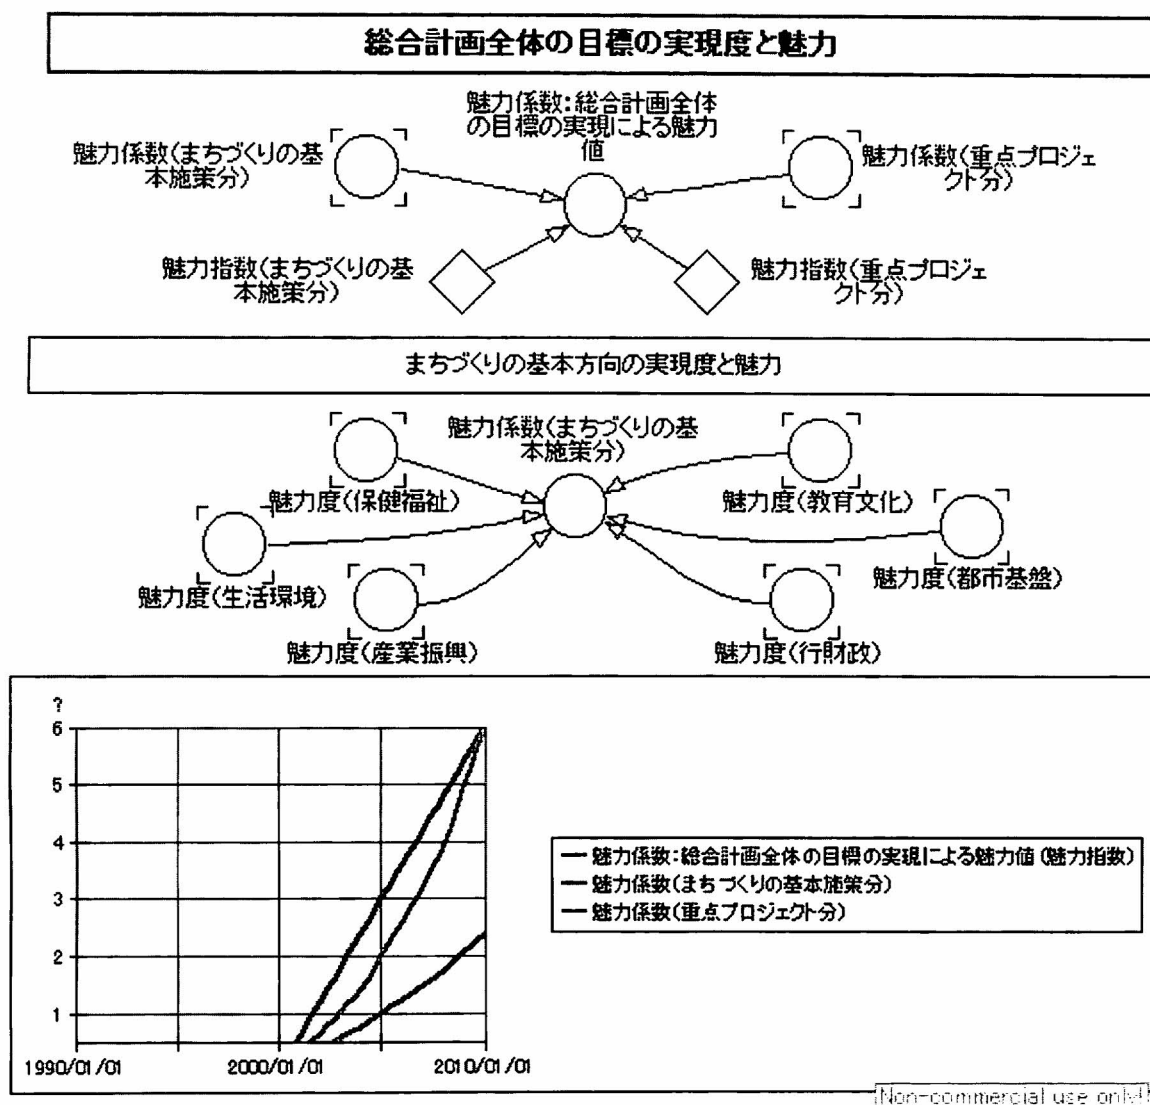 総合計画全体の目標の実現度と魅力
魅力係数:総合計画全体
の目標の実現による魅力
値
魅力係数(まちづくりの基
本施策分)
魅力係数(重点プロジェ
クト分)
魅力指数(まちづくりの基
本施策分)
魅力指数(重点プロジェ
クト分)
まちづくりの基本方向の実現度と魅力
魅力係数(まちづくりの基
本施策分)
魅力度(保健福祉)
魅力度(教育文化)
魅力度(生活環境)
魅力度(都市基盤)
魅力度(産業振興)
魅力度(行財政)
?
6
5
4
3
2
1
1990/01/01
2000/01/01
2010/01/01
魅力係数:総合計画全体の目標の実現による魅力値(魅力指数)
魅力係数(まちづくりの基本施策分)
魅力係数(重点プロジェクト分)
Non-commercial use only!